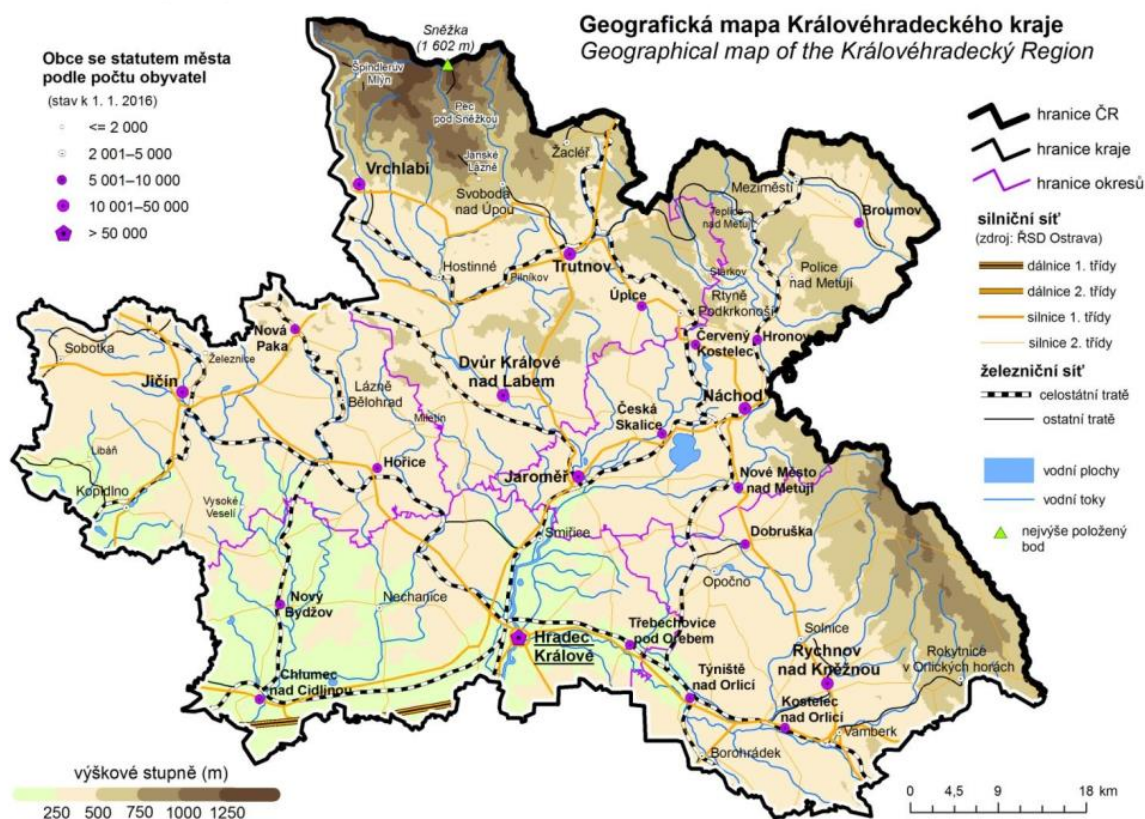 Geografická mapa Královéhradeckého kraje
Geographical map of the Královéhradecký Region
Obce se statutem města
podle počtu obyvatel
(stav k 1. 1. 2016)
<= 2 000
2 001–5 000
5 001–10 000
10 001–50 000
> 50 000
hranice ČR
hranice kraje
hranice okresů
silniční síť
(zdroj: ŘSD Ostrava)
dálnice 1. třídy
dálnice 2. třídy
silnice 1. třídy
silnice 2. třídy
železniční síť
celostátní tratě
ostatní tratě
vodní plochy
vodní toky
nejvýše položený
bod
Sněžka
(1 602 m)
Špindlerův
Mlýn
Pec
pod Sněžkou
Janské
Lázně
Žacléř
Vrchlabí
Svoboda
nad Úpou
Meziměstí
Broumov
Teplice
nad Metují
Trutnov
Hostinné
Pilníkov
Stárkov
Police
nad Metují
Úpice
Rtyně
v Podkrkonoší
Nová
Paka
Červený
Kostelec
Hronov
Sobotka
Železnice
Jičín
Lázně
Bělohrad
Dvůr Králové
nad Labem
Náchod
Miletín
Česká
Skalice
Libáň
Hořice
Jaroměř
Nové Město
nad Metují
Kopidlno
Vysoké
Veselí
Smiřice
Dobruška
Opočno
Nový
Bydžov
Nechanice
Hradec
Králové
Třebechovice
pod Orebem
Solnice
Rychnov
nad Kněžnou
Rokytnice
v Orlických horách
Týniště
nad Orlicí
Chlumec
nad Cidlinou
Kostelec
nad Orlicí
Vamberk
Borohrádek
výškové stupně (m)
250 500 750 1000 1250
0 4,5 9 18 km